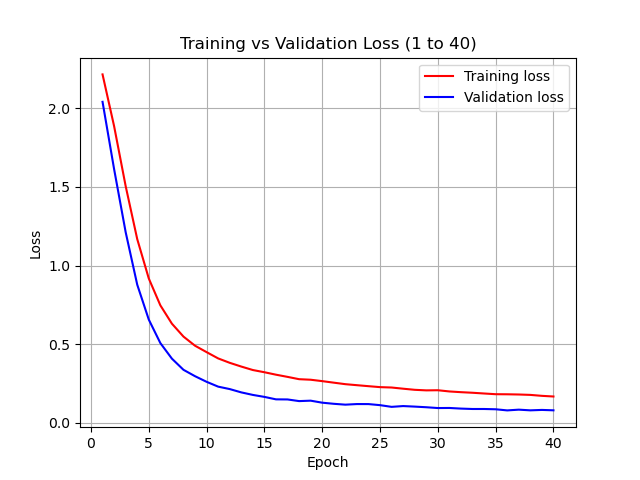 Training vs Validation Loss (1 to 40)
Training loss
Validation loss
2.0
1.5
1.0
0.5
0.0
Loss
0 5 10 15 20 25 30 35 40
Epoch